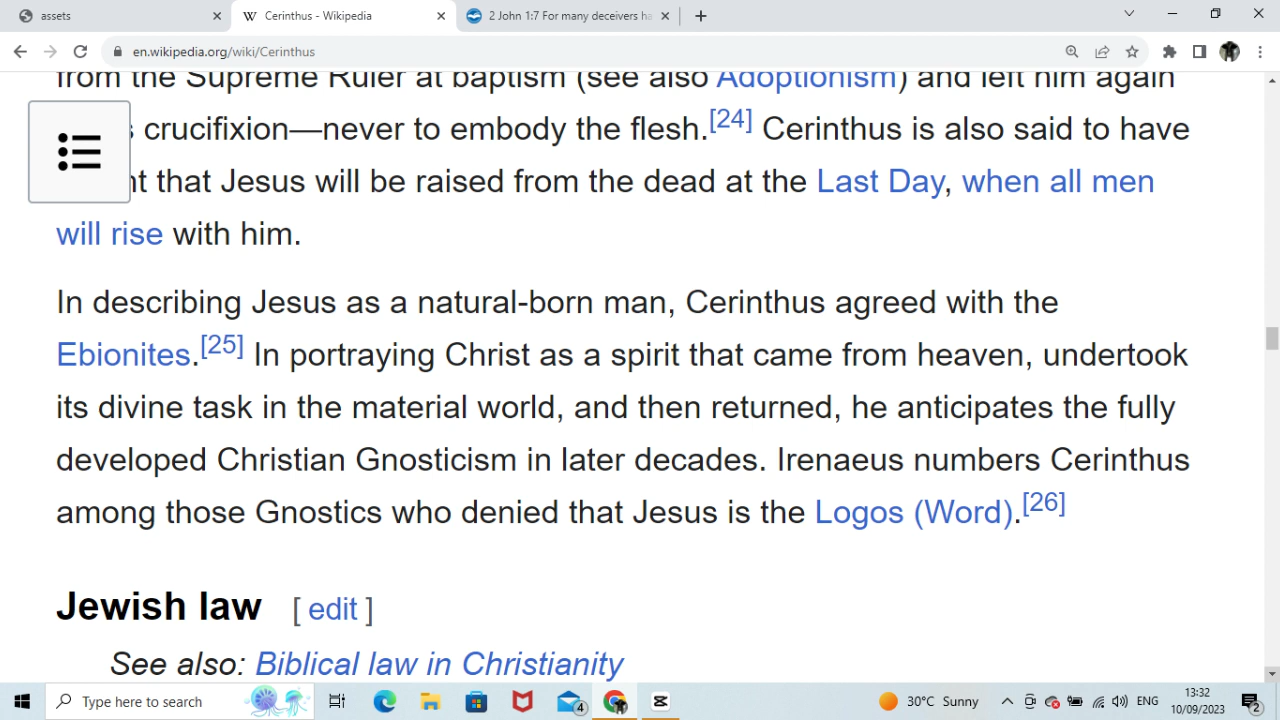 assets
Cerinthus - Wikipedia
2 John 1:7 For many deceivers ha
en.wikipedia.org/wiki/Cerinthus
from the Supreme Ruler at baptism (see also Adoptionism) and left him again
crucifixion—never to embody the flesh.[24] Cerinthus is also said to have
that Jesus will be raised from the dead at the Last Day, when all men
will rise with him.
In describing Jesus as a natural-born man, Cerinthus agreed with the
Ebionites.[25] In portraying Christ as a spirit that came from heaven, undertook
its divine task in the material world, and then returned, he anticipates the fully
developed Christian Gnosticism in later decades. Irenaeus numbers Cerinthus
among those Gnostics who denied that Jesus is the Logos (Word).[26]
Jewish law [ edit ]
See also: Biblical law in Christianity
Type here to search
4
30°C Sunny
ENG
13:32
10/09/2023
2